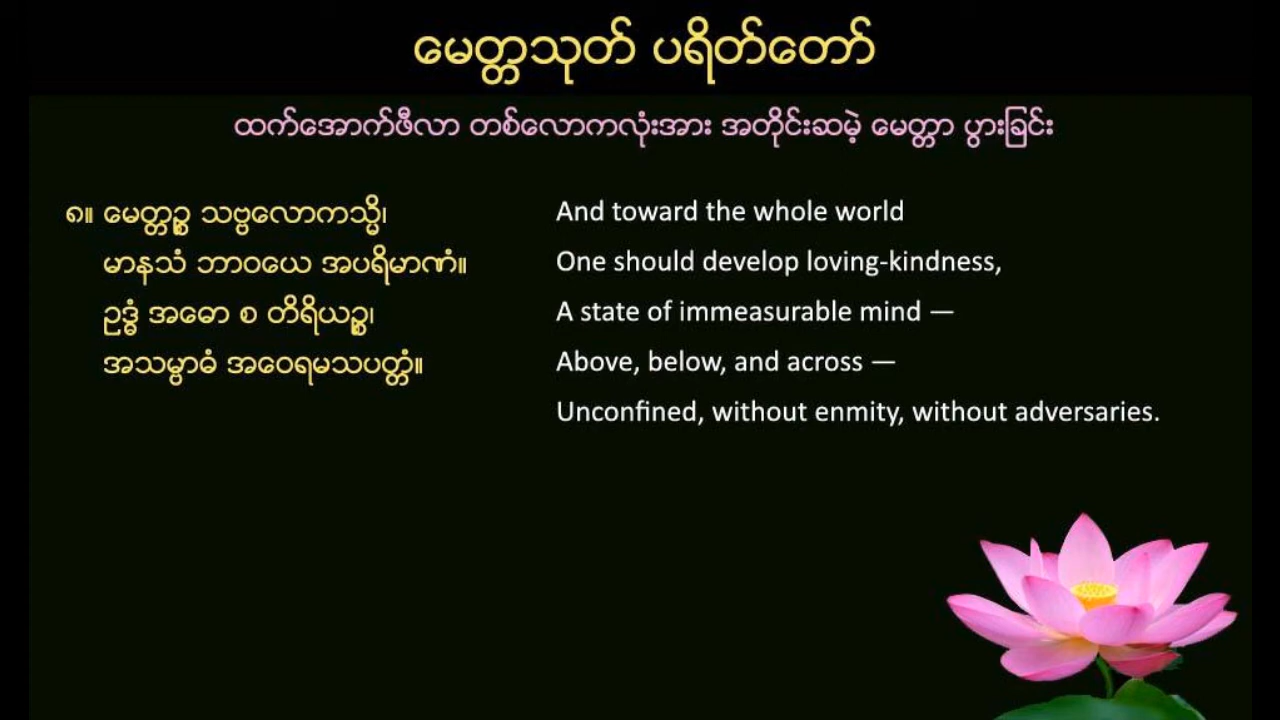 မေတ္တသုတ် ပရိတ်တော်
ထက်အောက်ဖီလာ တစ်လောကလုံးအား အတိုင်းဆမဲ့ မေတ္တာ ပွားခြင်း
၈။ မေတ္တဉ္စ သဗ္ဗလောကသ္မိ၊
မာနသံ ဘာဝယေ အပရိမာဏံ။
ဥဒ္ဓံ အဓော စ တိရိယဉ္စ၊
အသမ္ဗာဓံ အဝေရမသပတ္တံ။
And toward the whole world
One should develop loving-kindness,
A state of immeasurable mind —
Above, below, and across —
Unconfined, without enmity, without adversaries.